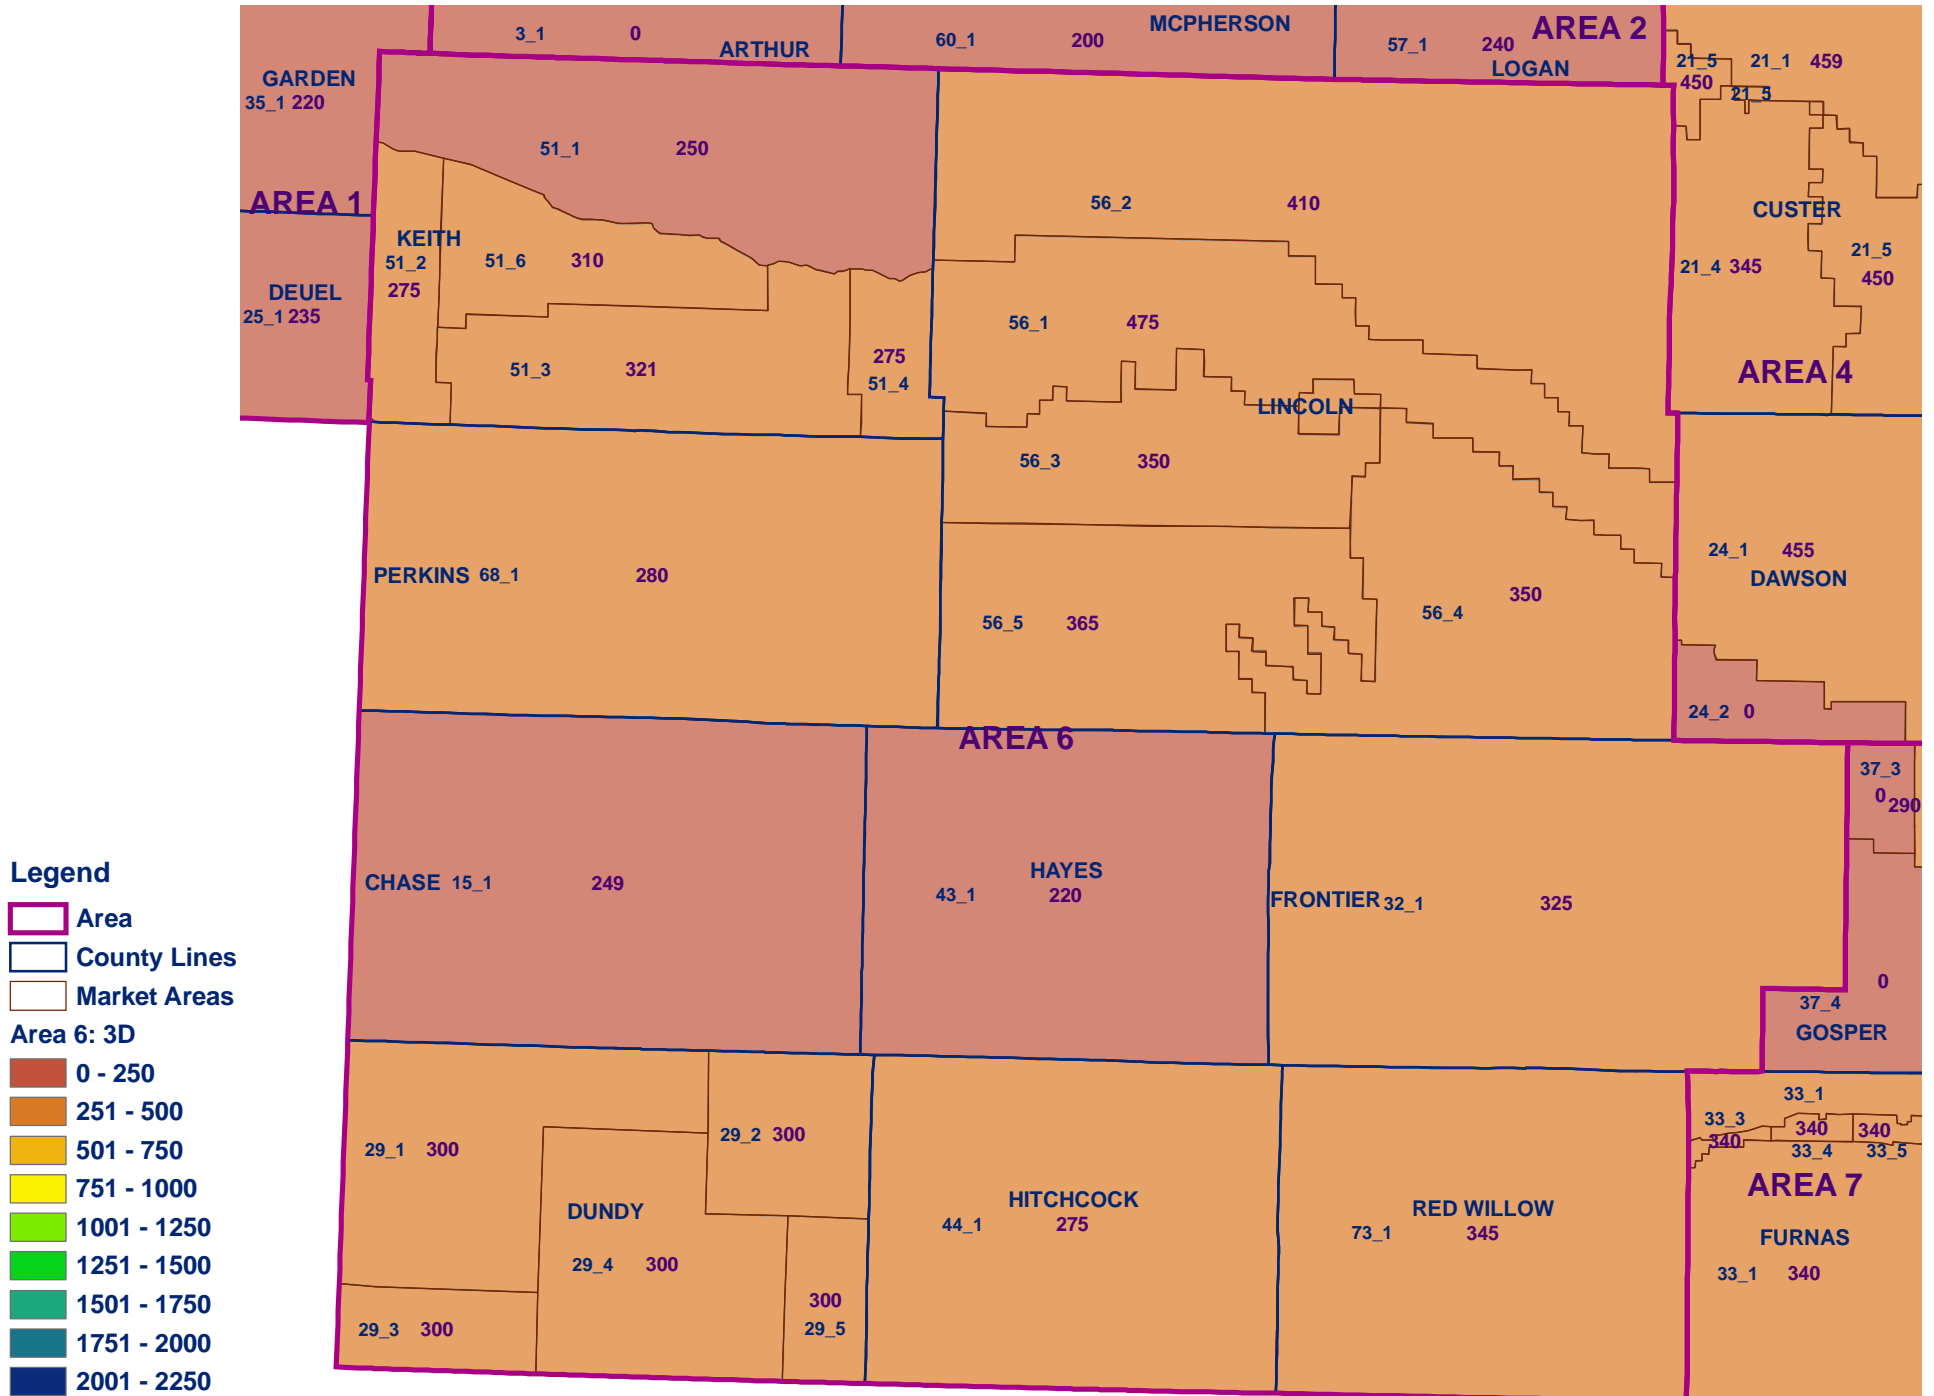 3_1 0
ARTHUR
60_1 200
MCPHERSON
57_1 240
AREA 2
LOGAN
GARDEN
35_1 220
21_5
450
21_1 459
21_5
51_1 250
AREA 1
56_2 410
CUSTER
KEITH
51_2
275
51_6 310
21_4 345
21_5
450
DEUEL
25_1 235
56_1 475
51_3 321
275
51_4
AREA 4
LINCOLN
56_3 350
24_1 455
DAWSON
PERKINS 68_1 280
56_5 365
56_4 350
24_2 0
AREA 6
37_3
0 290
CHASE 15_1 249
HAYES
43_1 220
FRONTIER 32_1 325
0
37_4
GOSPER
33_1
33_3
340
340
340
33_4
33_5
29_1 300
29_2 300
AREA 7
DUNDY
HITCHCOCK
44_1 275
RED WILLOW
73_1 345
FURNAS
29_4 300
33_1 340
300
29_5
29_3 300
Legend
Area
County Lines
Market Areas
Area 6: 3D
0 - 250
251 - 500
501 - 750
751 - 1000
1001 - 1250
1251 - 1500
1501 - 1750
1751 - 2000
2001 - 2250